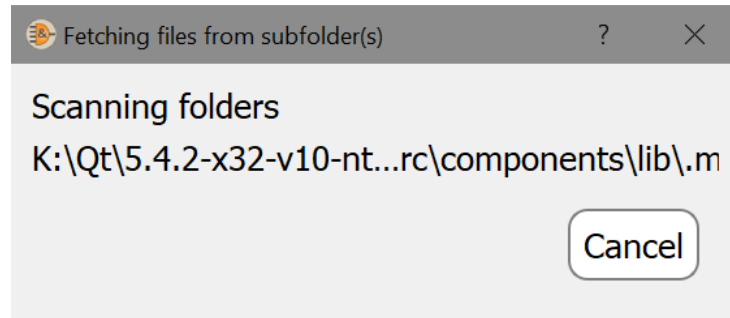 Fetching files from subfolder(s)
?
Scanning folders
K:\Qt\5.4.2-x32-v10-nt...rc\components\lib\.m
Cancel